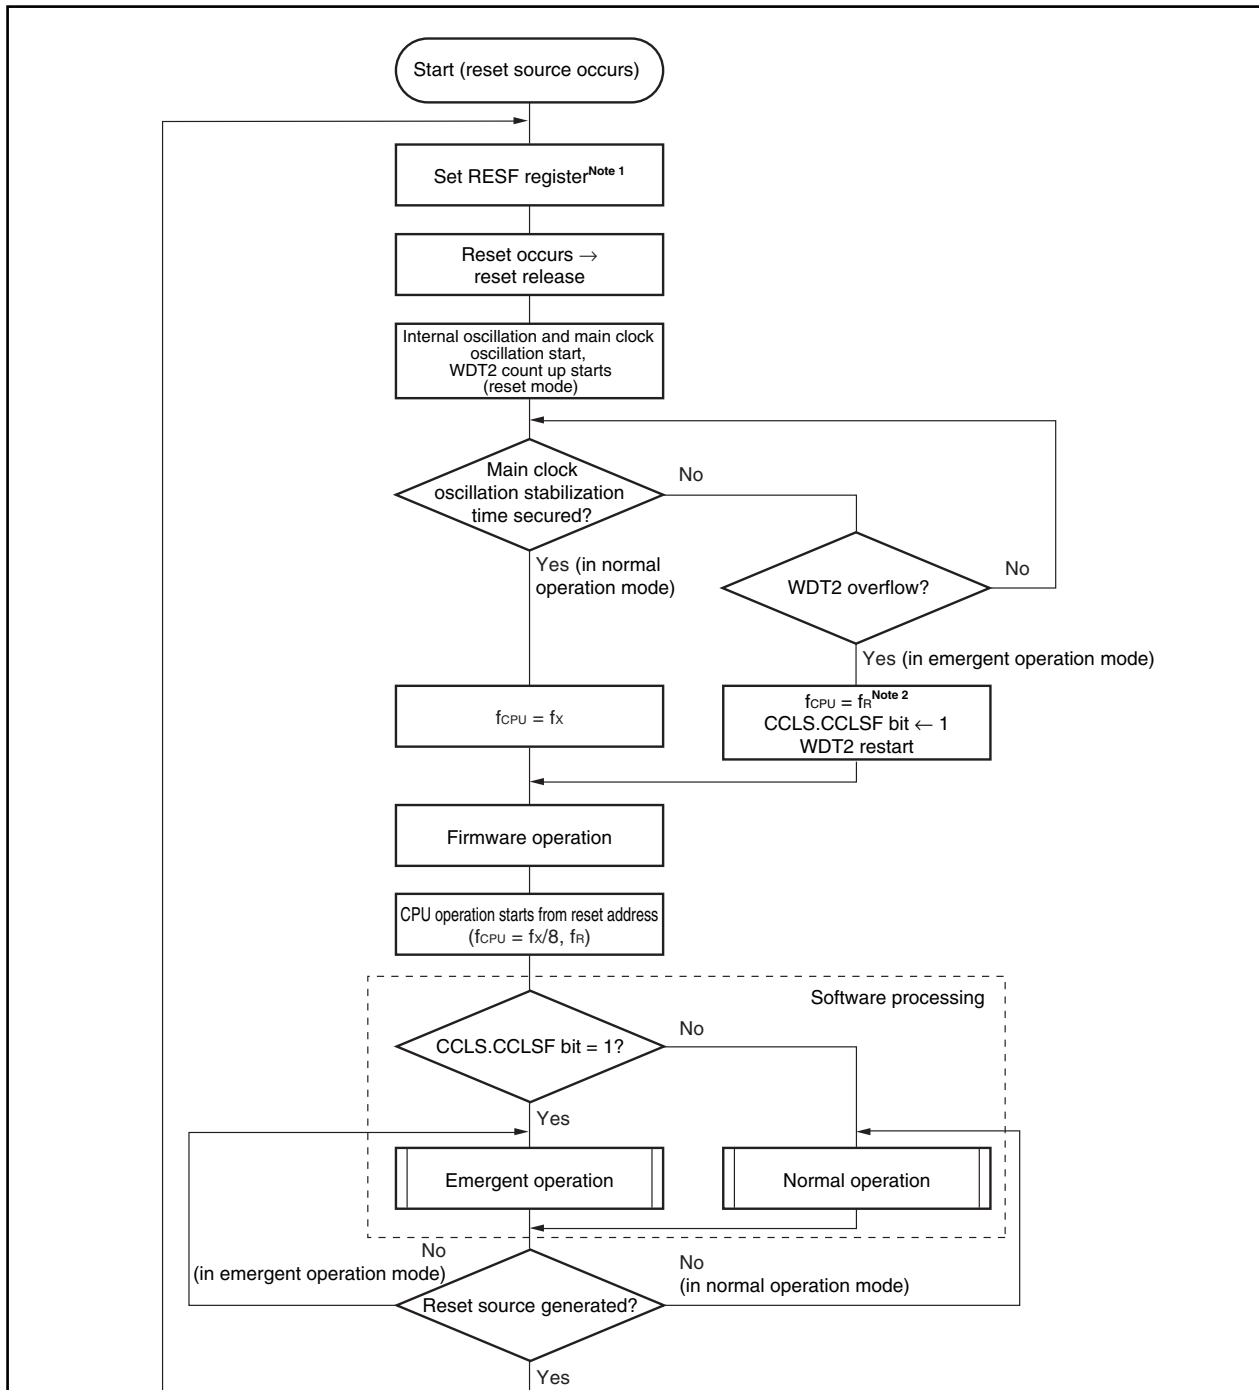 Start (reset source occurs)
Set RESF register Note 1
Reset occurs →
reset release
Internal oscillation and main clock
oscillation start,
WDT2 count up starts
(reset mode)
Main clock
oscillation stabilization
time secured?
No
Yes (in normal
operation mode)
WDT2 overflow?
No
Yes (in emergent operation mode)
fCPU = fX
fCPU = fR Note 2
CCLS.CCLSF bit ← 1
WDT2 restart
Firmware operation
CPU operation starts from reset address
(fCPU = fX/8, fR)
Software processing
CCLS.CCLSF bit = 1?
No
Yes
Emergent operation
Normal operation
No
(in emergent operation mode)
No
(in normal operation mode)
Reset source generated?
Yes